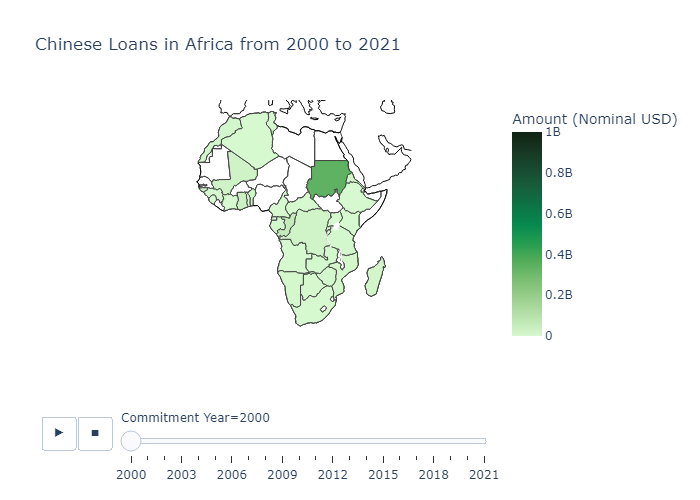 Chinese Loans in Africa from 2000 to 2021
Amount (Nominal USD)
1B
0.8B
0.6B
0.4B
0.2B
0
Commitment Year=2000
2000 2003 2006 2009 2012 2015 2018 2021